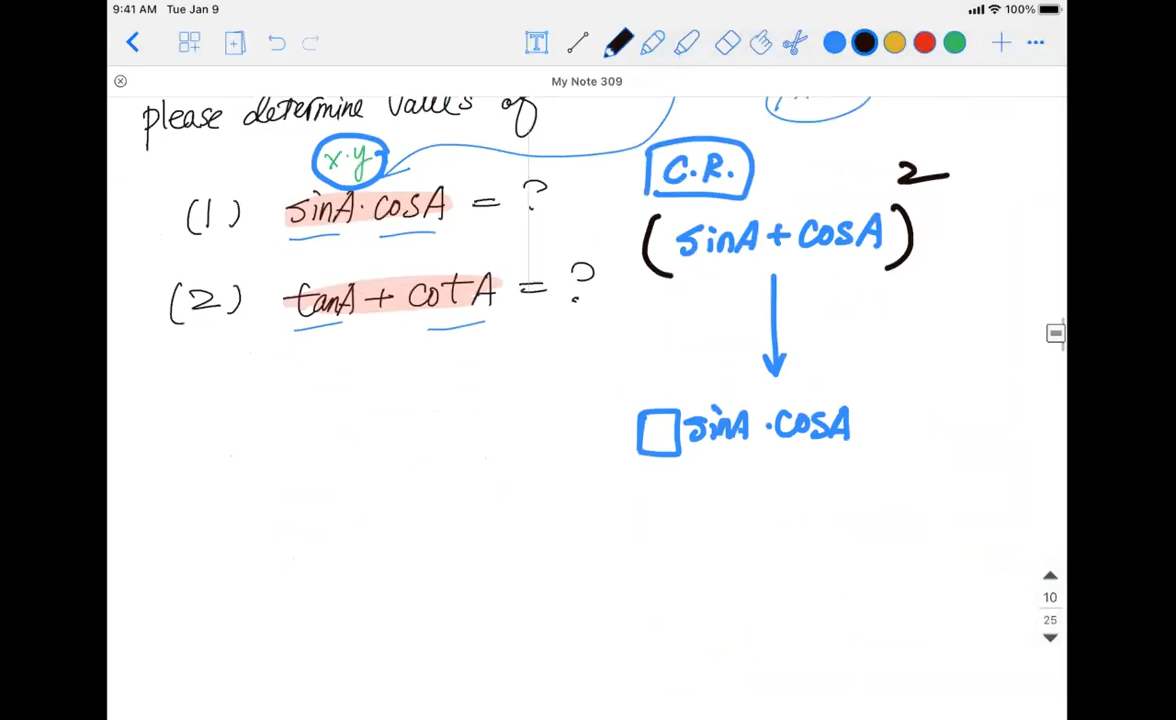 9:41 AM Tue Jan 9
100%
My Note 309
please determine values of
x·y
(1) sinA·cosA = ?
(2) tanA + cotA = ?
C.R.
(sinA + cosA)²
□sinA·cosA
10
25